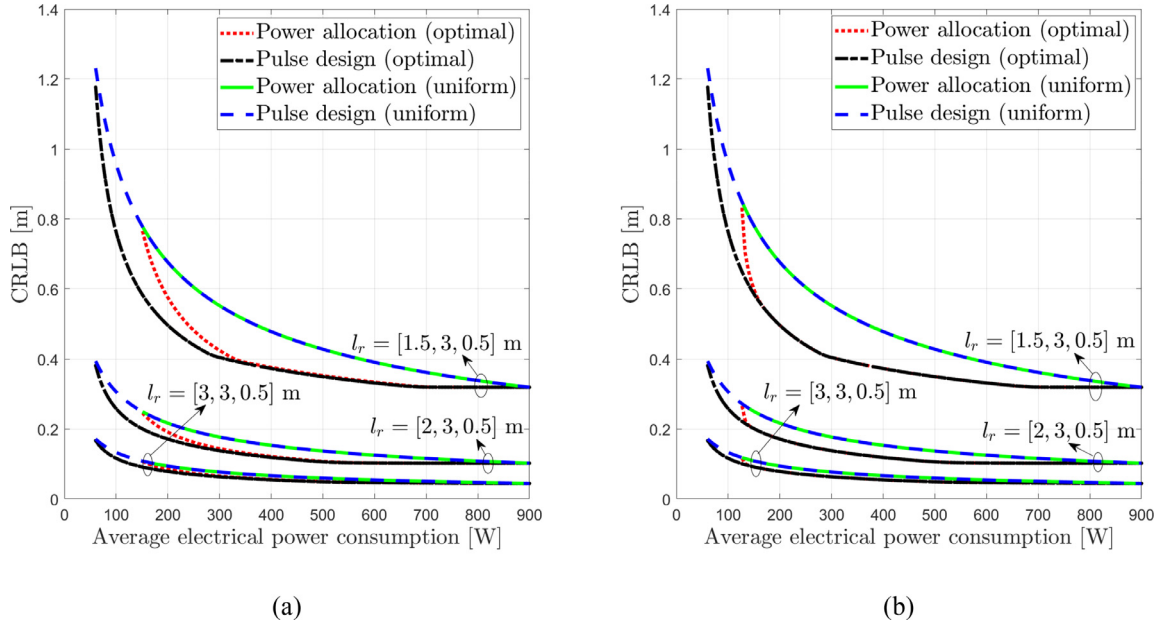 1.4
1.2
1
0.8
0.6
0.4
0.2
0
CRLB [m]
Power allocation (optimal)
Pulse design (optimal)
Power allocation (uniform)
Pulse design (uniform)
l_r = [1.5, 3, 0.5] m
l_r = [3, 3, 0.5] m
l_r = [2, 3, 0.5] m
0 100 200 300 400 500 600 700 800 900
Average electrical power consumption [W]
(a)
1.4
1.2
1
0.8
0.6
0.4
0.2
0
CRLB [m]
Power allocation (optimal)
Pulse design (optimal)
Power allocation (uniform)
Pulse design (uniform)
l_r = [1.5, 3, 0.5] m
l_r = [3, 3, 0.5] m
l_r = [2, 3, 0.5] m
0 100 200 300 400 500 600 700 800 900
Average electrical power consumption [W]
(b)